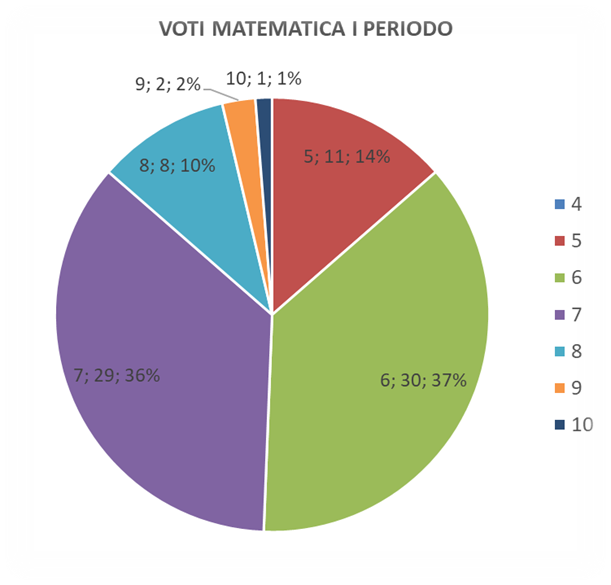 VOTI MATEMATICA I PERIODO
9; 2; 2%
10; 1; 1%
8; 8; 10%
5; 11; 14%
7; 29; 36%
6; 30; 37%
4
5
6
7
8
9
10